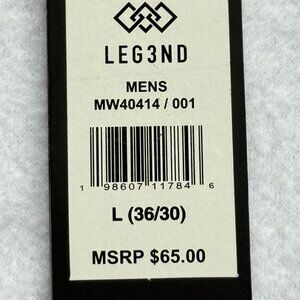 LEG3ND
MENS
MW40414 / 001
1 98607 11784 6
L (36/30)
MSRP $65.00